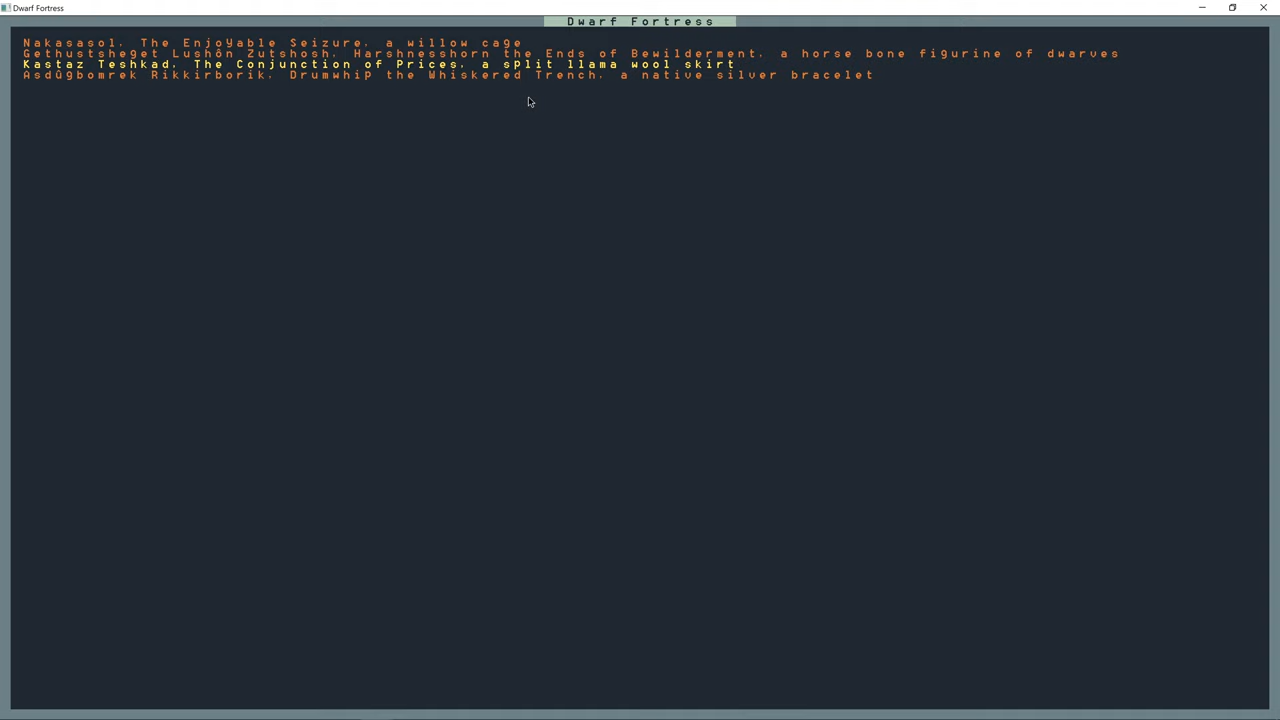 Dwarf Fortress
Dwarf Fortress
Nakasasol, The Enjoyable Seizure, a willow cage
Gethustsheget Lushôn Zutshosh, Harshnesshorn the Ends of Bewilderment, a horse bone figurine of dwarves
Kastaz Teshkad, The Conjunction of Prices, a split llama wool skirt
Asdûgbomrek Rikkirborik, Drumwhip the Whiskered Trench, a native silver bracelet